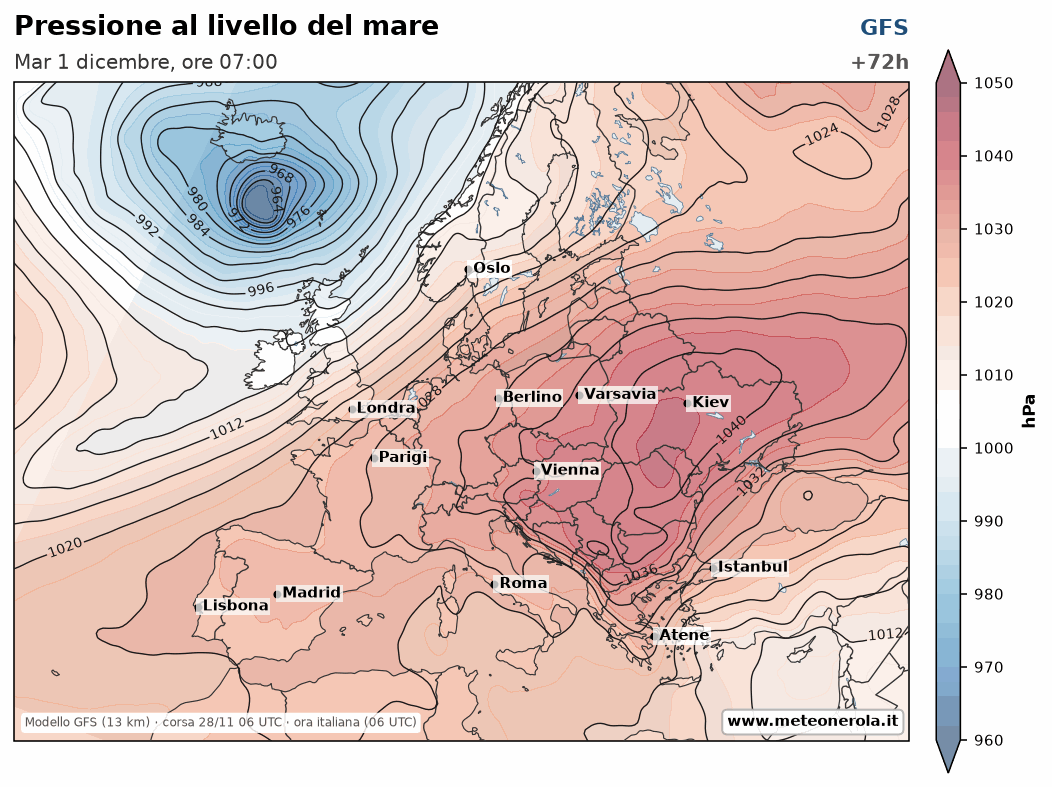 Pressione al livello del mare
GFS
Mar 1 dicembre, ore 07:00
+72h
1050
1028
1024
1040
968
964
980
976
972
984
992
1030
Oslo
996
1020
1010
Berlino
Varsavia
1028
Kiev
Londra
hPa
1012
1040
Parigi
1000
Vienna
1032
990
1020
Istanbul
1036
Roma
Madrid
980
Lisbona
Atene
1012
970
Modello GFS (13 km) · corsa 28/11 06 UTC · ora italiana (06 UTC)
www.meteonerola.it
960